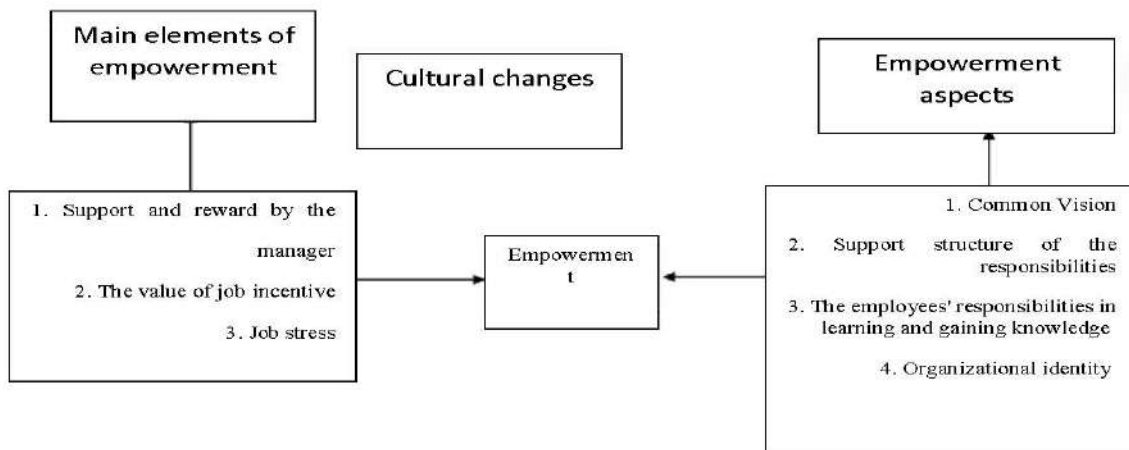 Main elements of
empowerment
Cultural changes
Empowerment
aspects
1. Support and reward by the
manager
2. The value of job incentive
3. Job stress
Empowermen
t
1. Common Vision
2. Support structure of the
responsibilities
3. The employees' responsibilities in
learning and gaining knowledge
4. Organizational identity